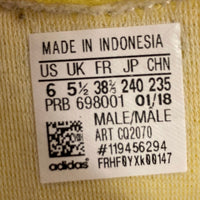 MADE IN INDONESIA
US UK FR JP CHN
6 5½ 38⅔ 240 235
PRB 698001 01/18
MALE/MALE
ART CQ2070
#119456294
adidas FRHF0YXk00147